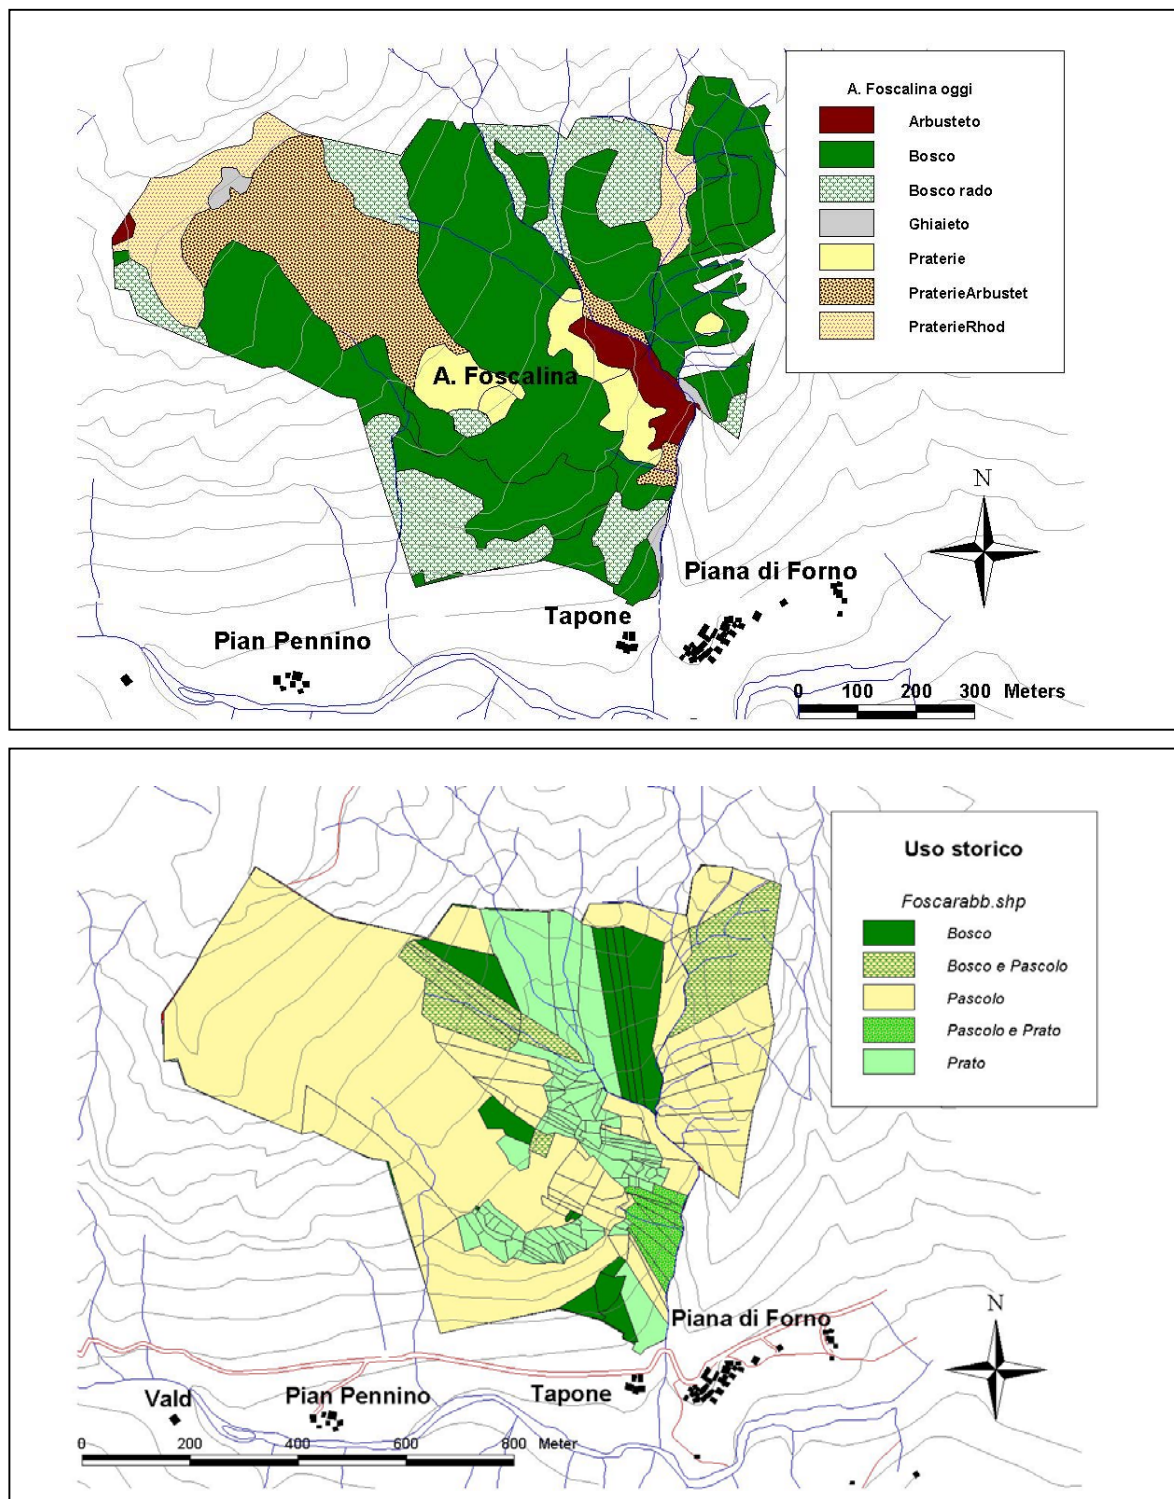 A. Foscalina oggi
Arbusteto
Bosco
Bosco rado
Ghiaieto
Praterie
PraterieArbustet
PraterieRhod
A. Foscalina
N
Piana di Forno
Tapone
Pian Pennino
0 100 200 300 Meters
Uso storico
Foscarabb.shp
Bosco
Bosco e Pascolo
Pascolo
Pascolo e Prato
Prato
N
Piana di Forno
Tapone
Vald
Pian Pennino
0 200 400 600 800 Meter